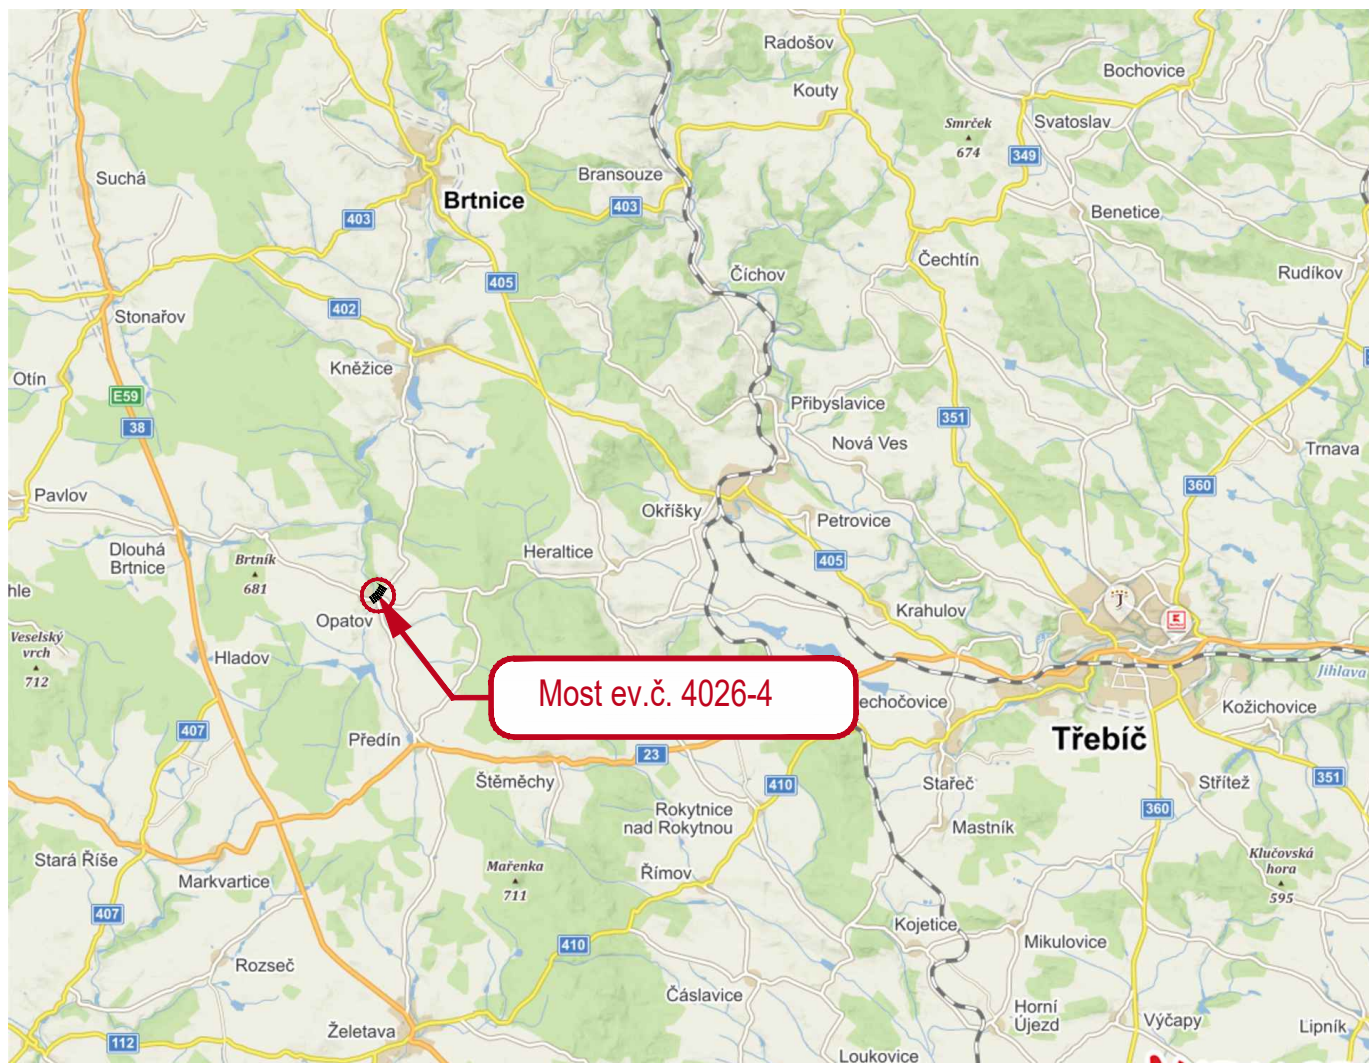 Radošov
Bochovice
Kouty
Smrček
674
Svatoslav
349
Suchá
Bransouze
Brtnice
403
403
Benetice
Čechtín
Rudíkov
Číchov
405
402
Stonařov
Kněžice
Otín
E59
38
Přibyslavice
351
Nová Ves
Trnava
360
Pavlov
Okříšky
Petrovice
Dlouhá
Brtnice
Brtník
681
Heraltice
405
hle
J
K
Krahulov
Opatov
Veselský
vrch
712
Hladov
Jihlava
Most ev.č. 4026-4
echočovice
Kožichovice
407
Předín
Třebíč
23
Štěměchy
410
Stařeč
Střítež
351
360
Rokytnice
nad Rokytnou
Mastník
Stará Říše
Mařenka
711
Římov
Klučovská
hora
595
Markvartice
407
410
Kojetice
Mikulovice
Rozseč
Čáslavice
Horní
Újezd
Želetava
112
Výčapy
Lipník
Loukovice